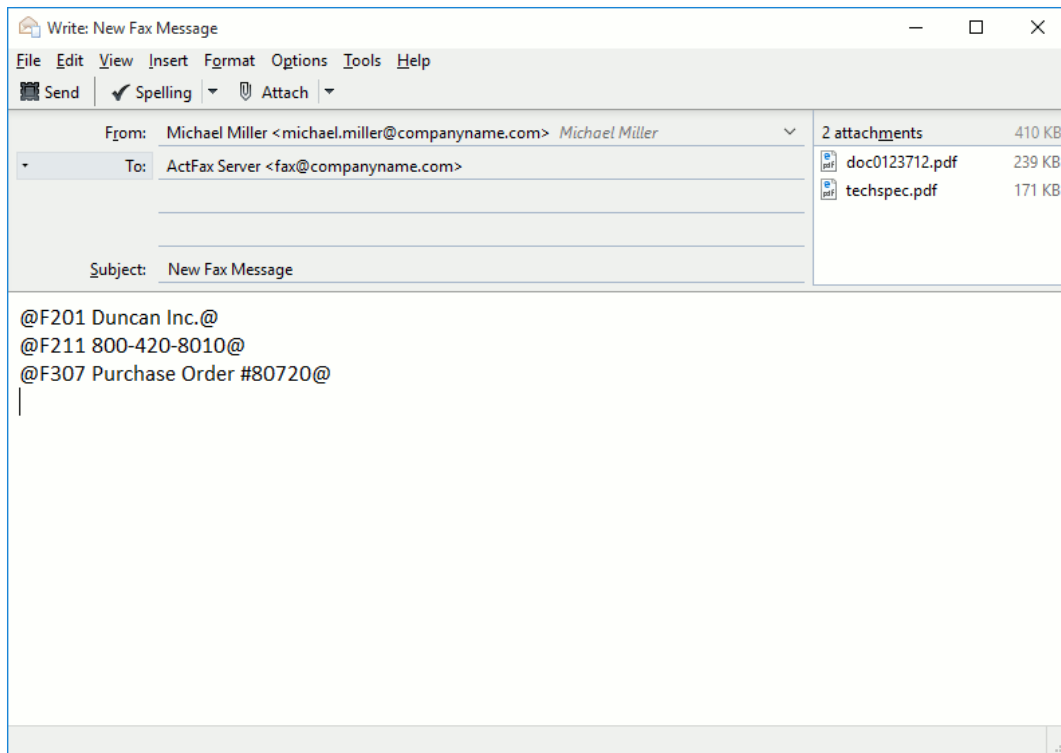 Write: New Fax Message
File Edit View Insert Format Options Tools Help
Send Spelling Attach
From: Michael Miller <michael.miller@companyname.com> Michael Miller
2 attachments 410 KB
To: ActFax Server <fax@companyname.com>
doc0123712.pdf 239 KB
techspec.pdf 171 KB
Subject: New Fax Message
@F201 Duncan Inc.@
@F211 800-420-8010@
@F307 Purchase Order #80720@